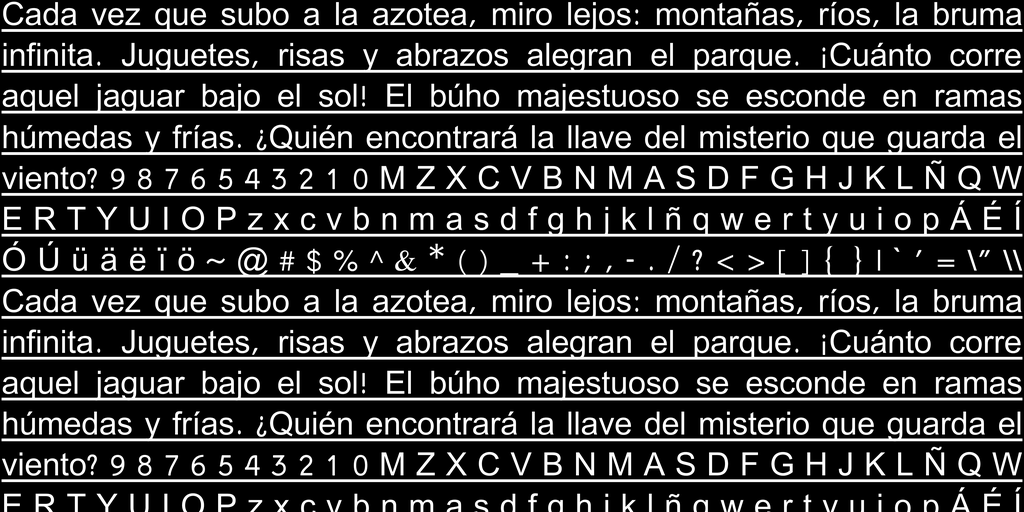 Cada vez que subo a la azotea, miro lejos: montañas, ríos, la bruma
infinita. Juguetes, risas y abrazos alegran el parque. ¡Cuánto corre
aquel jaguar bajo el sol! El búho majestuoso se esconde en ramas
húmedas y frías. ¿Quién encontrará la llave del misterio que guarda el
viento? 9 8 7 6 5 4 3 2 1 0 M Z X C V B N M A S D F G H J K L Ñ Q W
E R T Y U I O P z x c v b n m a s d f g h j k l ñ q w e r t y u i o p Á É Í
Ó Ú ü ä ë ï ö ~ @ # $ % ^ & * ( ) _ + : ; , - . / ? < > [ ] { } | ` ' = \" \\
Cada vez que subo a la azotea, miro lejos: montañas, ríos, la bruma
infinita. Juguetes, risas y abrazos alegran el parque. ¡Cuánto corre
aquel jaguar bajo el sol! El búho majestuoso se esconde en ramas
húmedas y frías. ¿Quién encontrará la llave del misterio que guarda el
viento? 9 8 7 6 5 4 3 2 1 0 M Z X C V B N M A S D F G H J K L Ñ Q W
E R T Y U I O P z x c v b n m a s d f g h j k l ñ q w e r t y u i o p Á É Í